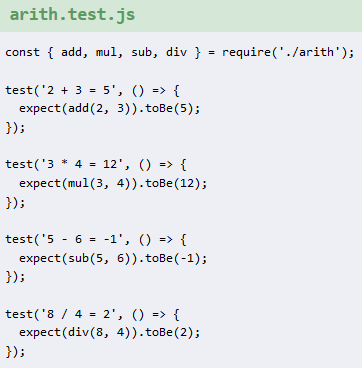 arith.test.js
const { add, mul, sub, div } = require('./arith');
test('2 + 3 = 5', () => {
  expect(add(2, 3)).toBe(5);
});
test('3 * 4 = 12', () => {
  expect(mul(3, 4)).toBe(12);
});
test('5 - 6 = -1', () => {
  expect(sub(5, 6)).toBe(-1);
});
test('8 / 4 = 2', () => {
  expect(div(8, 4)).toBe(2);
});